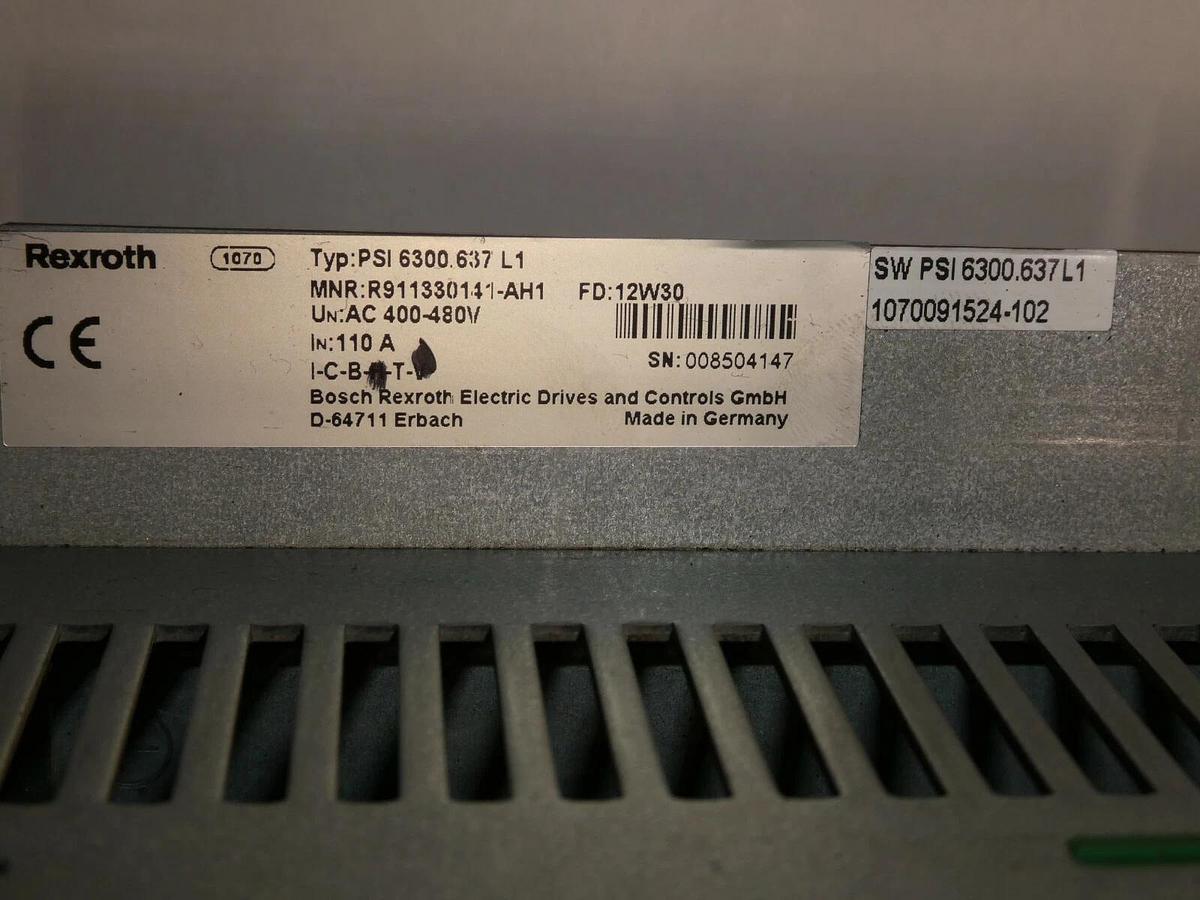 Rexroth
1070
Typ:PSI 6300.637 L1
MNR:R911330141-AH1 FD:12W30
UN:AC 400-480V
IN:110 A
SN:008504147
I-C-B- -T-
Bosch Rexroth Electric Drives and Controls GmbH
D-64711 Erbach Made in Germany
CE
SW PSI 6300.637L1
1070091524-102